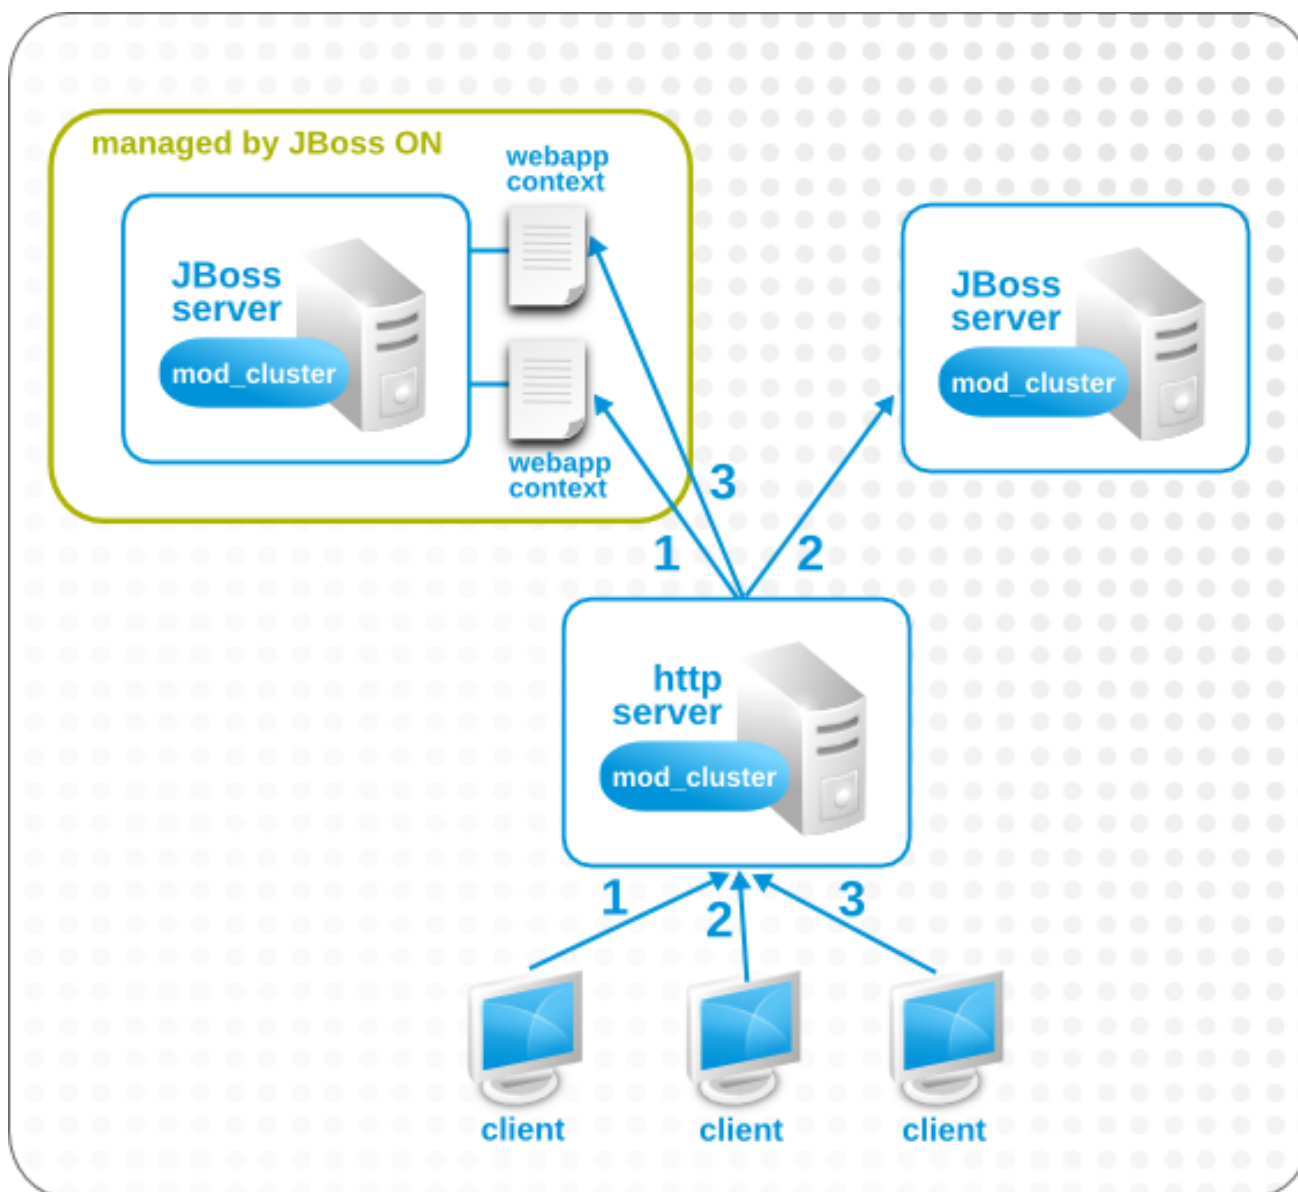 managed by JBoss ON
webapp
context
JBoss
server
mod_cluster
webapp
context
JBoss
server
mod_cluster
3
1
2
http
server
mod_cluster
1
2
3
client
client
client